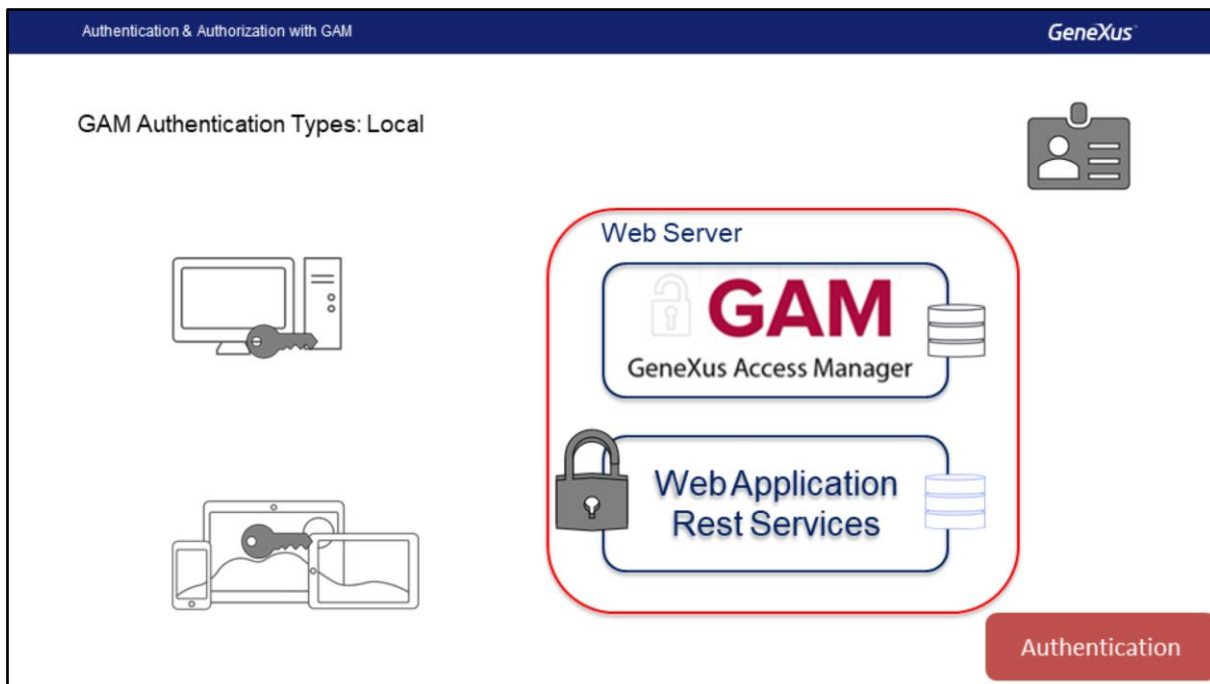 Authentication & Authorization with GAM
GeneXus™
GAM Authentication Types: Local
Web Server
GAM
GeneXus Access Manager
Web Application
Rest Services
Authentication